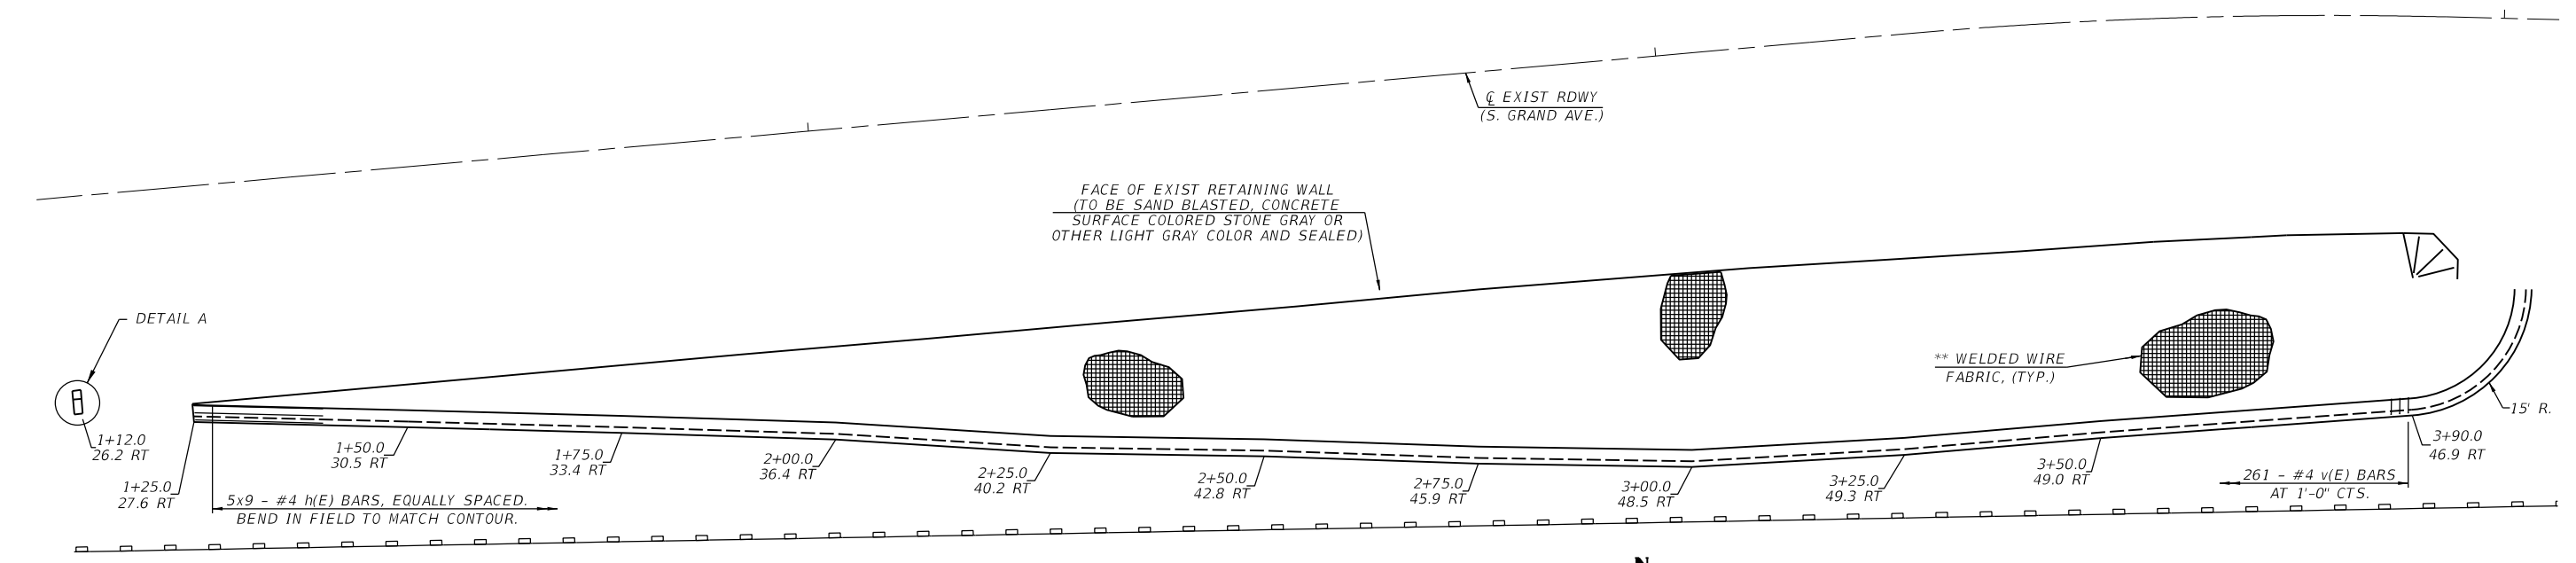 ℄ EXIST RDWY
(S. GRAND AVE.)
FACE OF EXIST RETAINING WALL
(TO BE SAND BLASTED, CONCRETE
SURFACE COLORED STONE GRAY OR
OTHER LIGHT GRAY COLOR AND SEALED)
DETAIL A
** WELDED WIRE
FABRIC, (TYP.)
15' R.
1+12.0
26.2 RT
1+25.0
27.6 RT
1+50.0
30.5 RT
1+75.0
33.4 RT
2+00.0
36.4 RT
2+25.0
40.2 RT
2+50.0
42.8 RT
2+75.0
45.9 RT
3+00.0
48.5 RT
3+25.0
49.3 RT
3+50.0
49.0 RT
3+90.0
46.9 RT
5x9 - #4 h(E) BARS, EQUALLY SPACED.
BEND IN FIELD TO MATCH CONTOUR.
261 - #4 v(E) BARS
AT 1'-0" CTS.
N